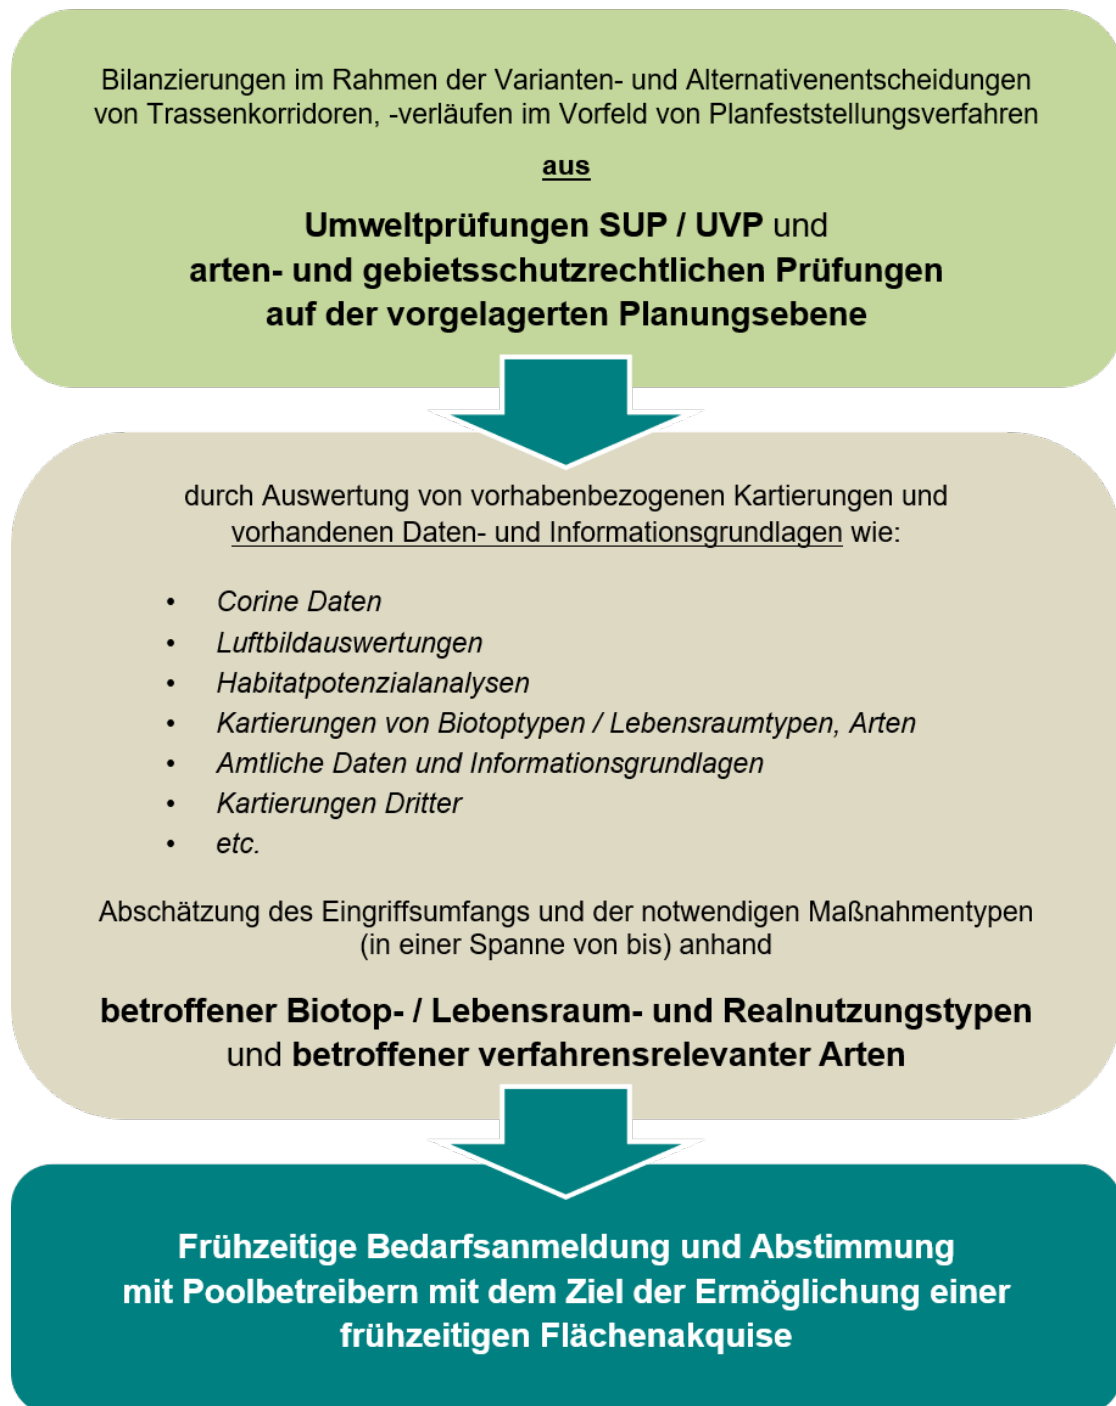 Bilanzierungen im Rahmen der Varianten- und Alternativenentscheidungen
von Trassenkorridoren, -verläufen im Vorfeld von Planfeststellungsverfahren
aus
Umweltprüfungen SUP / UVP und
arten- und gebietsschutzrechtlichen Prüfungen
auf der vorgelagerten Planungsebene
durch Auswertung von vorhabenbezogenen Kartierungen und
vorhandenen Daten- und Informationsgrundlagen wie:
• Corine Daten
• Luftbildauswertungen
• Habitatpotenzialanalysen
• Kartierungen von Biotoptypen / Lebensraumtypen, Arten
• Amtliche Daten und Informationsgrundlagen
• Kartierungen Dritter
• etc.
Abschätzung des Eingriffsumfangs und der notwendigen Maßnahmentypen
(in einer Spanne von bis) anhand
betroffener Biotop- / Lebensraum- und Realnutzungstypen
und betroffener verfahrensrelevanter Arten
Frühzeitige Bedarfsanmeldung und Abstimmung
mit Poolbetreibern mit dem Ziel der Ermöglichung einer
frühzeitigen Flächenakquise